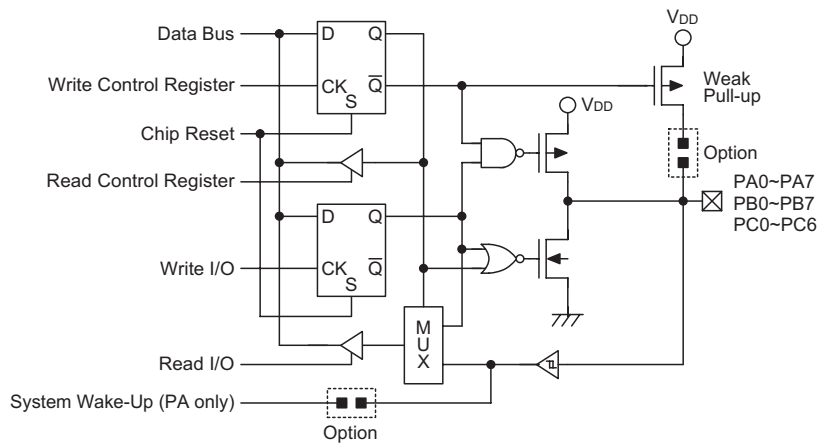 VDD
Data Bus
D
Q
Write Control Register
CK
Q
S
Weak
Pull-up
VDD
Chip Reset
Option
Read Control Register
PA0~PA7
PB0~PB7
PC0~PC6
D
Q
Write I/O
CK
Q
S
M
U
X
Read I/O
System Wake-Up (PA only)
Option